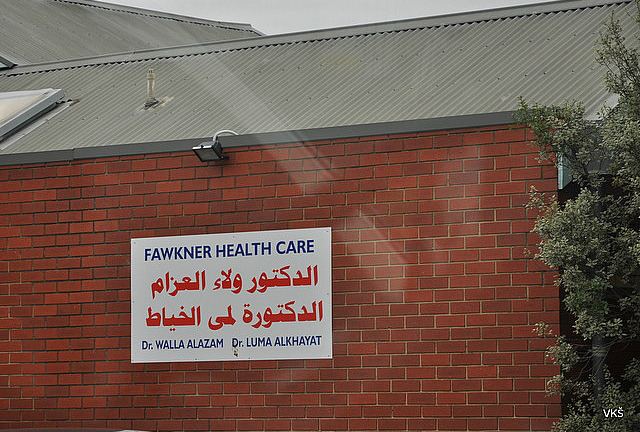 FAWKNER HEALTH CARE
الدكتور ولاء العزام
الدكتورة لمى الخياط
Dr. WALLA ALAZAM Dr. LUMA ALKHAYAT
VKŠ